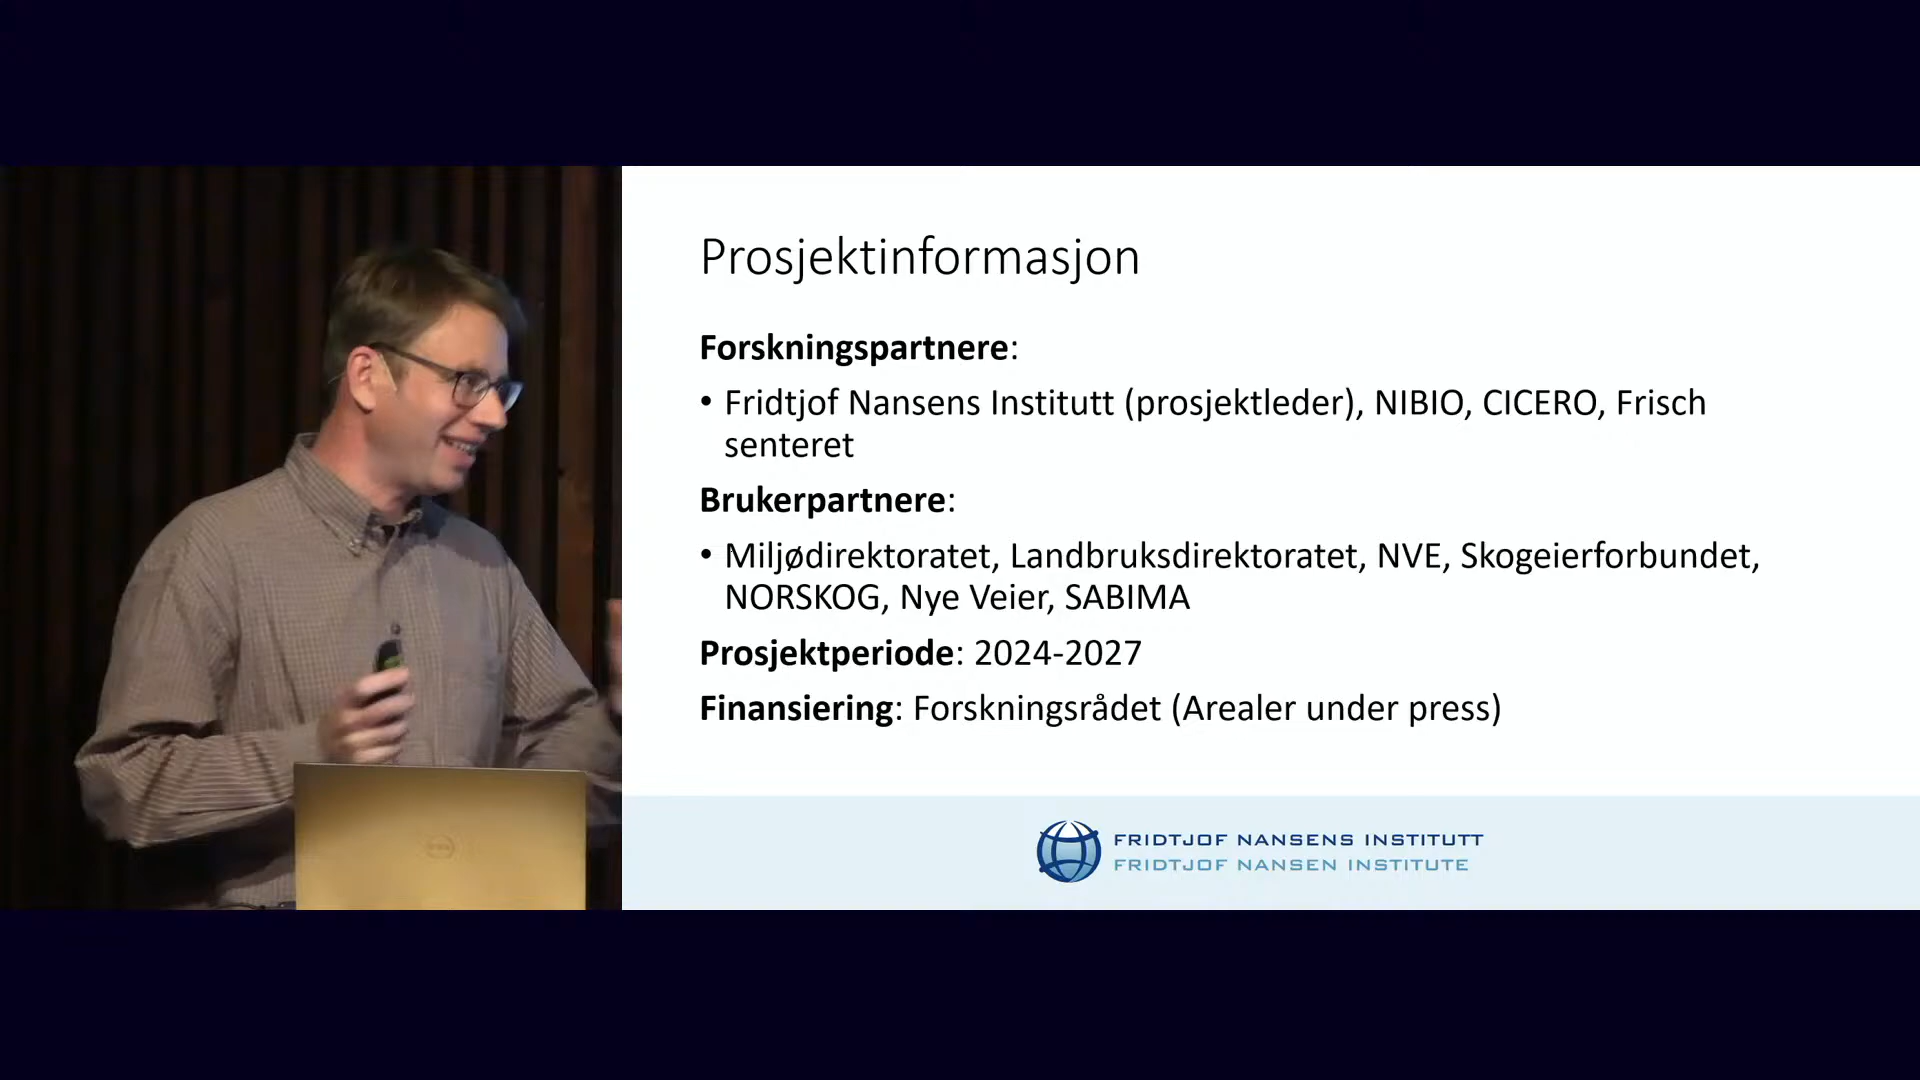 Prosjektinformasjon
Forskningspartnere:
• Fridtjof Nansens Institutt (prosjektleder), NIBIO, CICERO, Frisch
senteret
Brukerpartnere:
• Miljødirektoratet, Landbruksdirektoratet, NVE, Skogeierforbundet,
NORSKOG, Nye Veier, SABIMA
Prosjektperiode: 2024-2027
Finansiering: Forskningsrådet (Arealer under press)
FRIDTJOF NANSENS INSTITUTT
FRIDTJOF NANSEN INSTITUTE